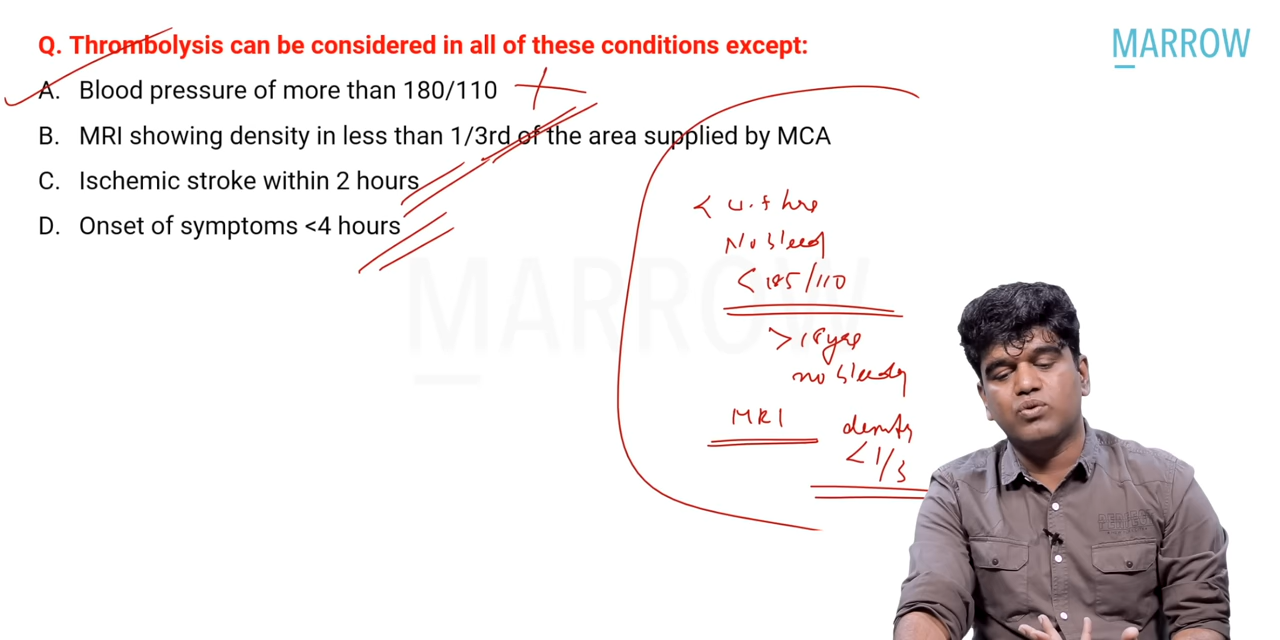 MARROW
Q. Thrombolysis can be considered in all of these conditions except:
A. Blood pressure of more than 180/110
B. MRI showing density in less than 1/3rd of the area supplied by MCA
C. Ischemic stroke within 2 hours
D. Onset of symptoms <4 hours
< 4.5 hrs
No bleed
< 185/110
> 18 yrs
no bleeding
MRI density
< 1/3
MARROW